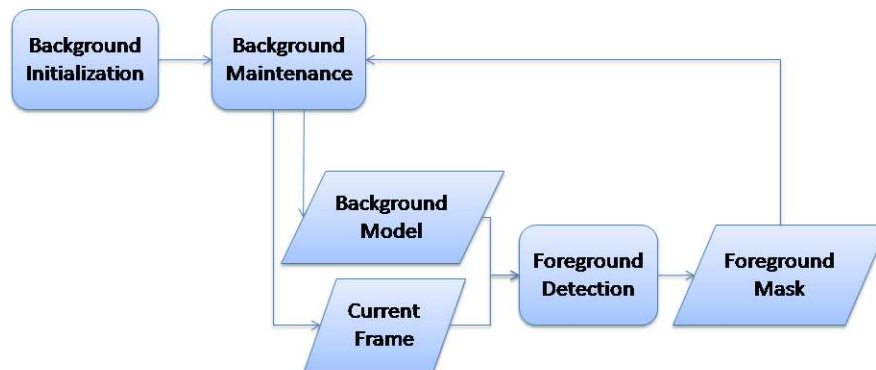 Background
Initialization
Background
Maintenance
Background
Model
Current
Frame
Foreground
Detection
Foreground
Mask